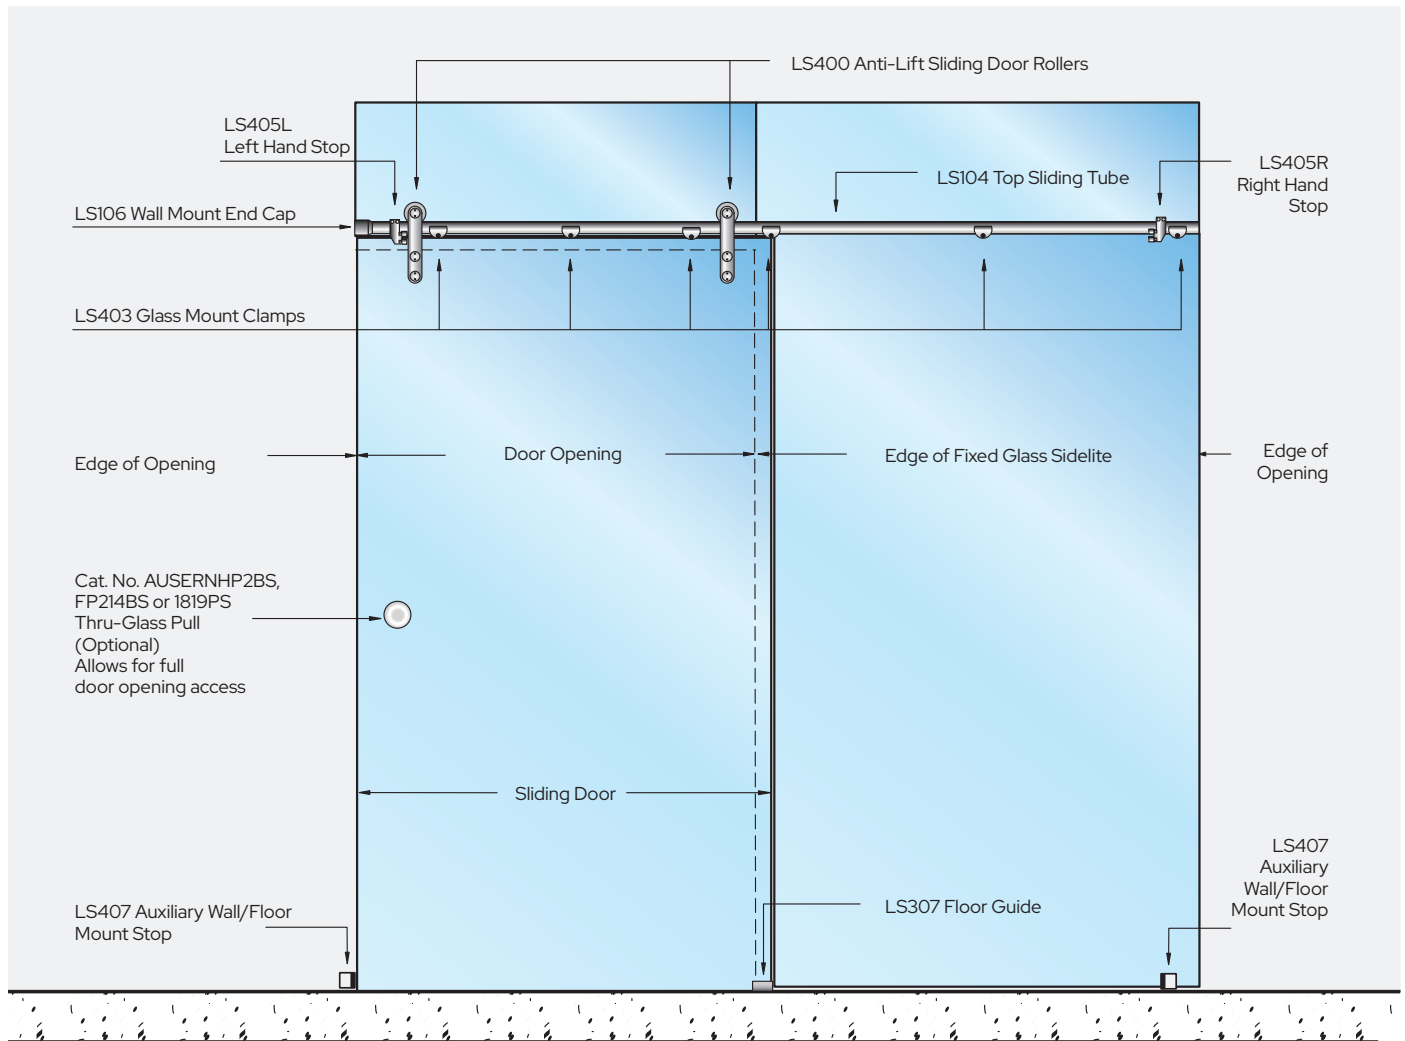 LS400 Anti-Lift Sliding Door Rollers
LS405L
Left Hand Stop
LS405R
Right Hand
Stop
LS104 Top Sliding Tube
LS106 Wall Mount End Cap
LS403 Glass Mount Clamps
Edge of Opening
Door Opening
Edge of Fixed Glass Sidelite
Edge of
Opening
Cat. No. AUSERNHP2BS,
FP214BS or 1819PS
Thru-Glass Pull
(Optional)
Allows for full
door opening access
Sliding Door
LS407
Auxiliary
Wall/Floor
Mount Stop
LS407 Auxiliary Wall/Floor
Mount Stop
LS307 Floor Guide